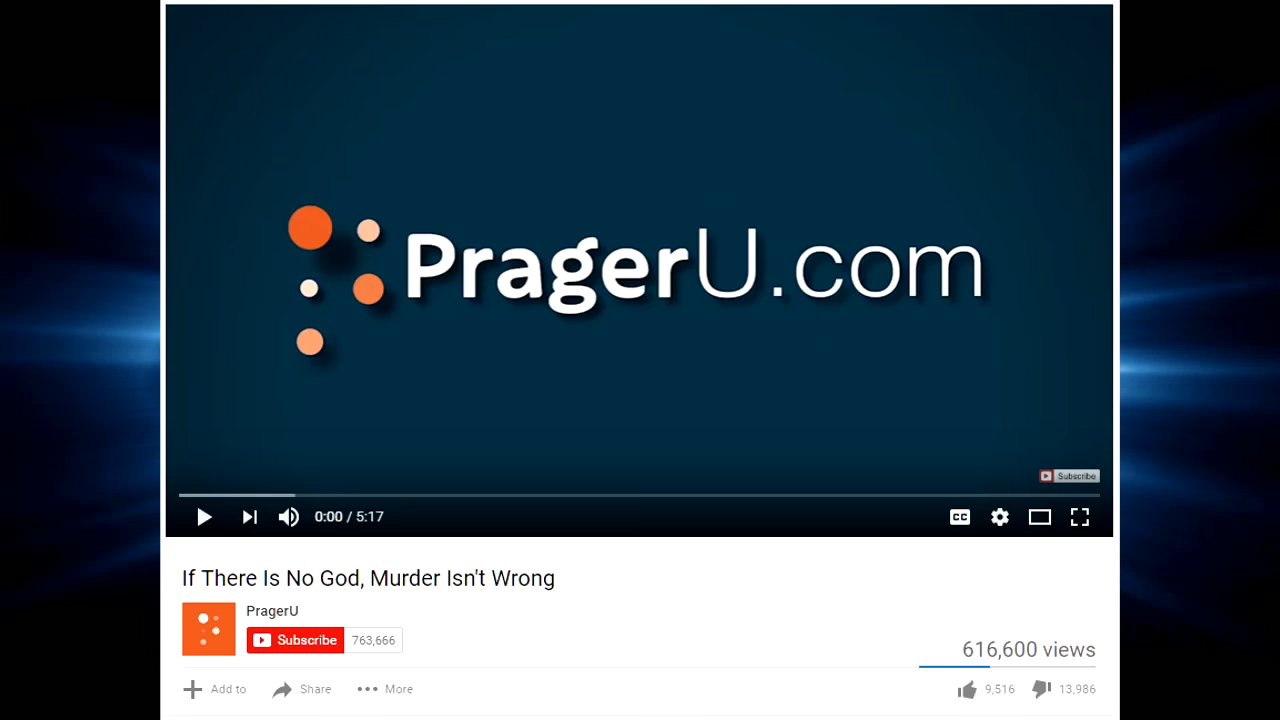 PragerU.com
Subscribe
0:00 / 5:17
CC
If There Is No God, Murder Isn't Wrong
PragerU
Subscribe 763,666
616,600 views
Add to Share More 9,516 13,986